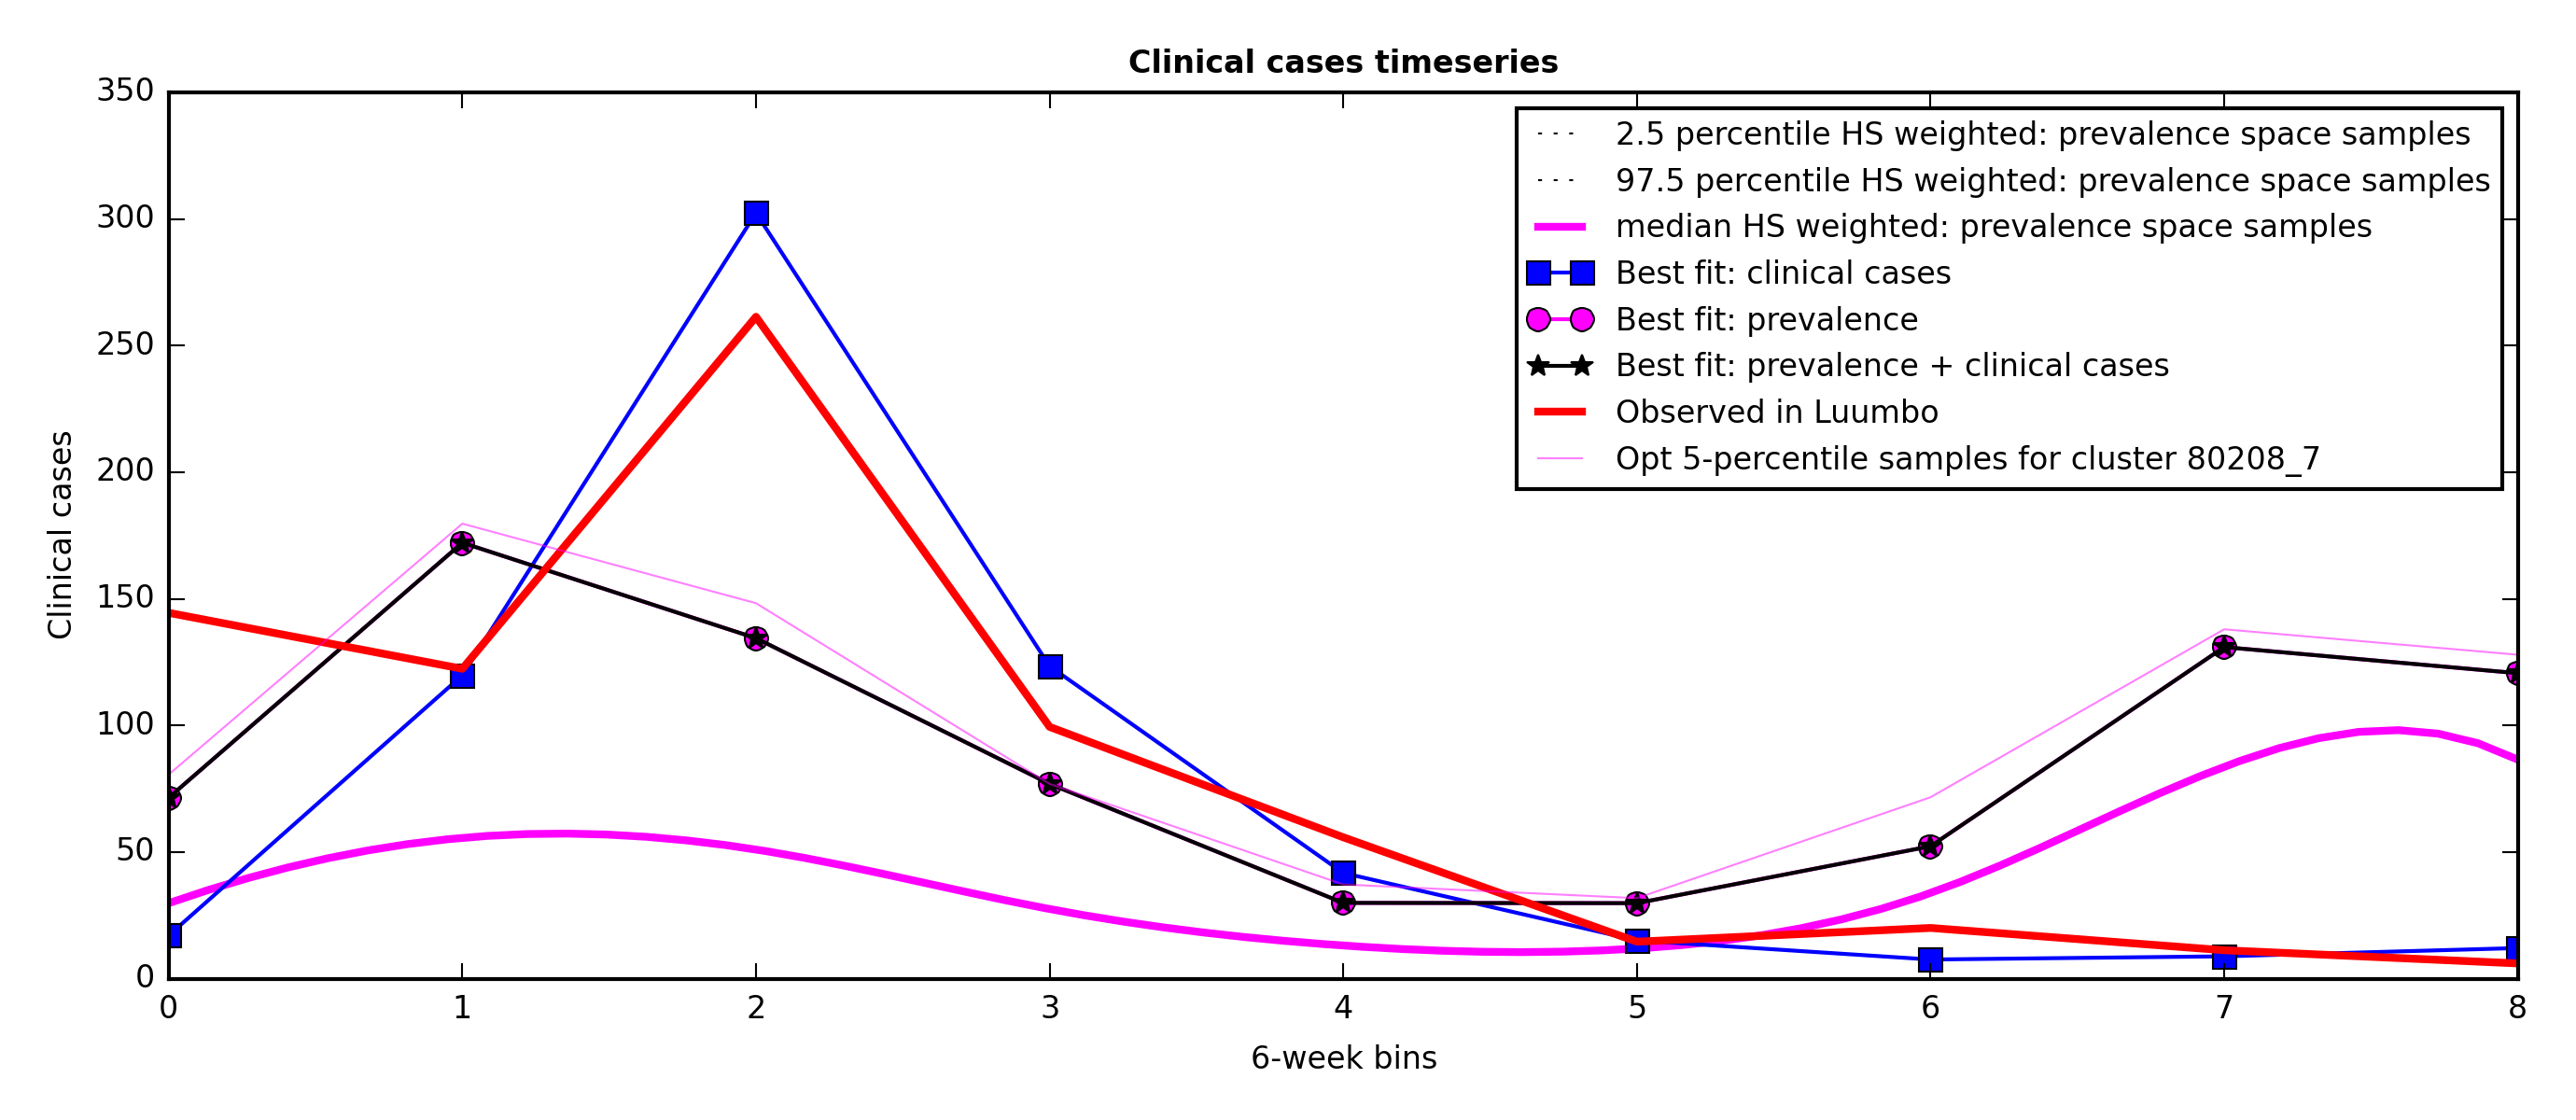 Clinical cases timeseries
350
300
250
200
150
100
50
0
Clinical cases
2.5 percentile HS weighted: prevalence space samples
97.5 percentile HS weighted: prevalence space samples
median HS weighted: prevalence space samples
Best fit: clinical cases
Best fit: prevalence
Best fit: prevalence + clinical cases
Observed in Luumbo
Opt 5-percentile samples for cluster 80208_7
0 1 2 3 4 5 6 7 8
6-week bins